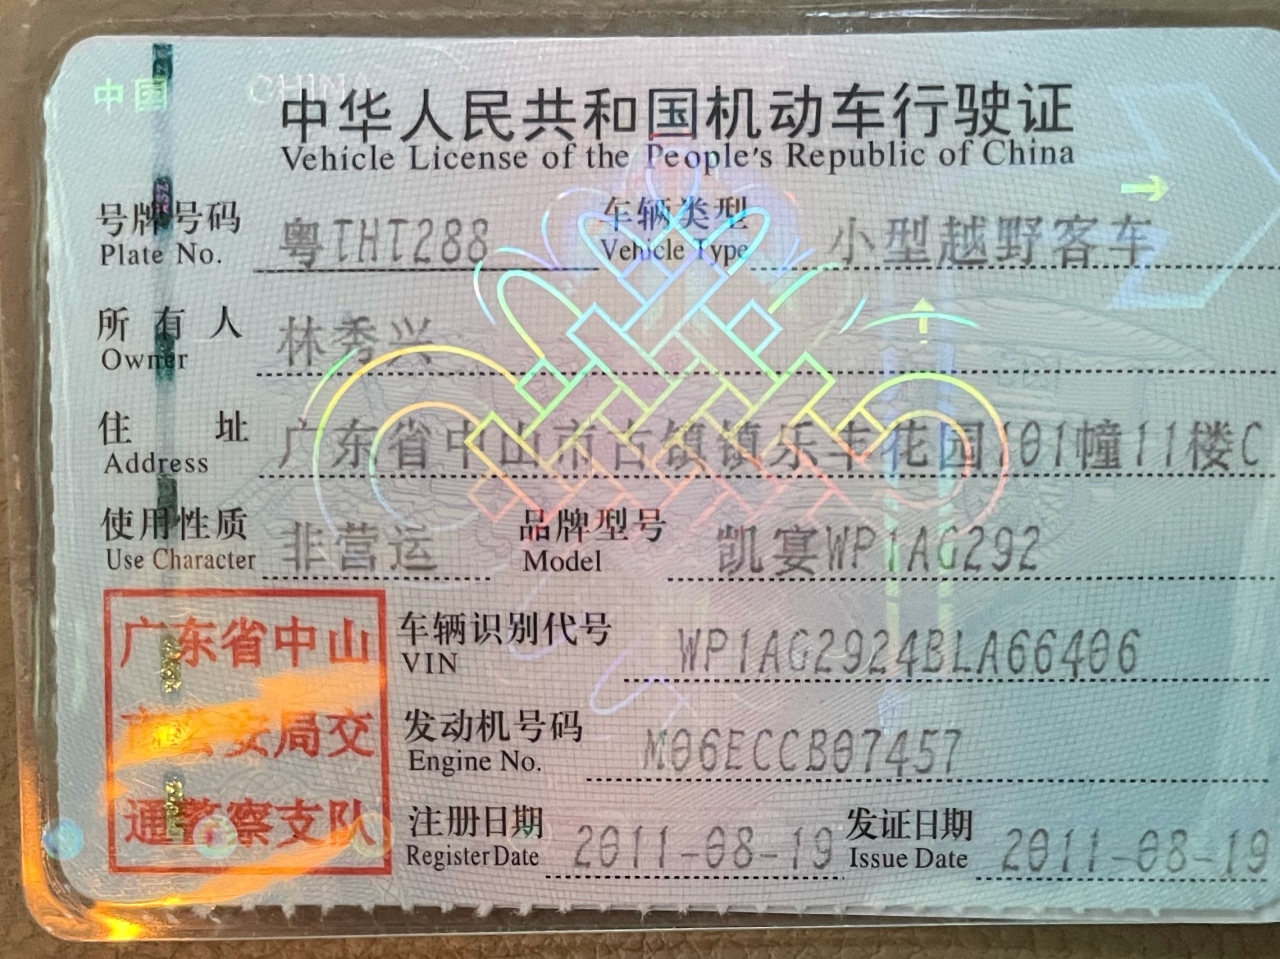 中国 CHINA
中华人民共和国机动车行驶证
Vehicle License of the People's Republic of China
号牌号码 粤THT288 车辆类型 小型越野客车
Plate No. Vehicle Type
所有人 林秀兴
Owner
住址 广东省中山市古镇镇乐丰花园101幢11楼C
Address
使用性质 非营运 品牌型号 凯宴WP1AG292
Use Character Model
广东省中山
市公安局交
通警察支队
车辆识别代号 WP1AG2924BLA66406
VIN
发动机号码 M06ECCB07457
Engine No.
注册日期 2011-08-19 发证日期 2011-08-19
Register Date Issue Date